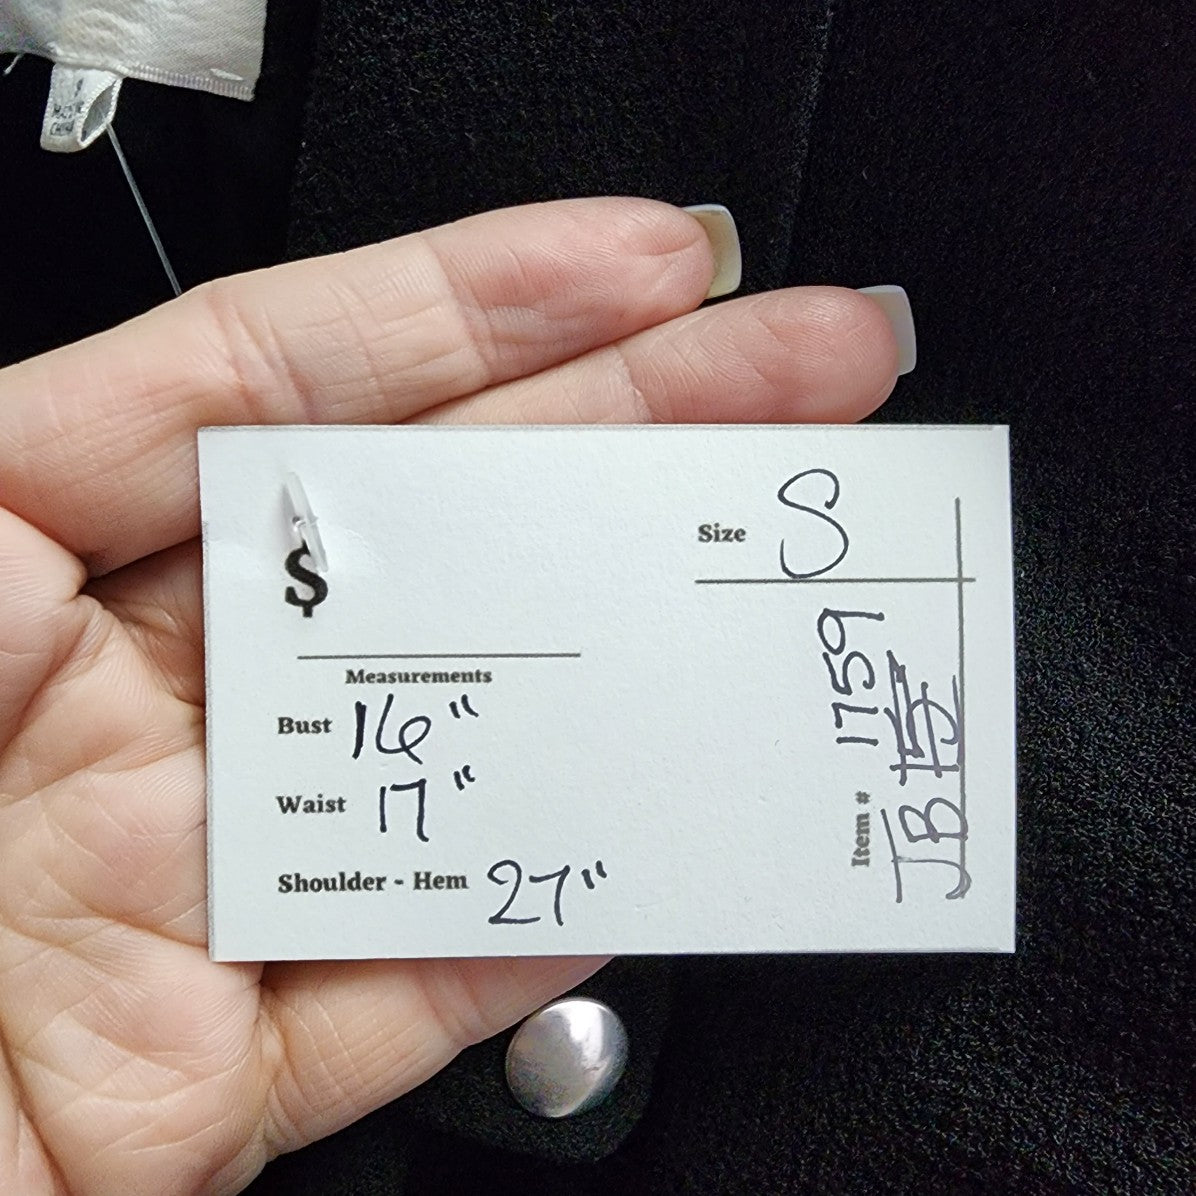 $
Measurements
Bust 16"
Waist 17"
Shoulder - Hem 27"
Size S
Item # 1759
JB